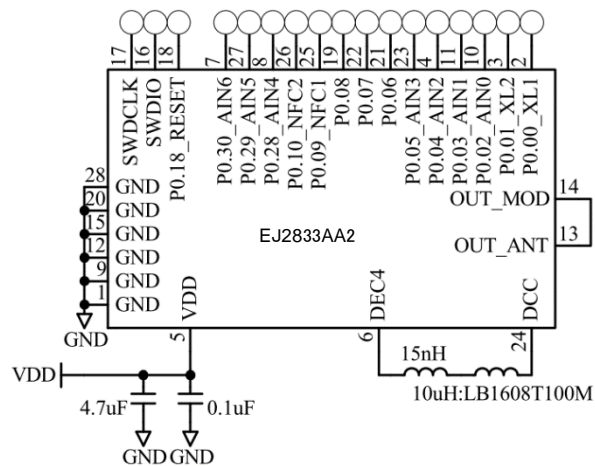 17 16 18 7 27 8 26 25 19 22 21 23 4 11 10 3 2
SWDCLK
SWDIO
P0.18_RESET
P0.30_AIN6
P0.29_AIN5
P0.28_AIN4
P0.10_NFC2
P0.09_NFC1
P0.08
P0.07
P0.06
P0.05_AIN3
P0.04_AIN2
P0.03_AIN1
P0.02_AIN0
P0.01_XL2
P0.00_XL1
28 GND
20 GND
15 GND
12 GND
9 GND
1 GND
GND
EJ2833AA2
OUT_MOD 14
OUT_ANT 13
VDD
5
DEC4
6
DCC
24
15nH
10uH:LB1608T100M
VDD
4.7uF
0.1uF
GND GND